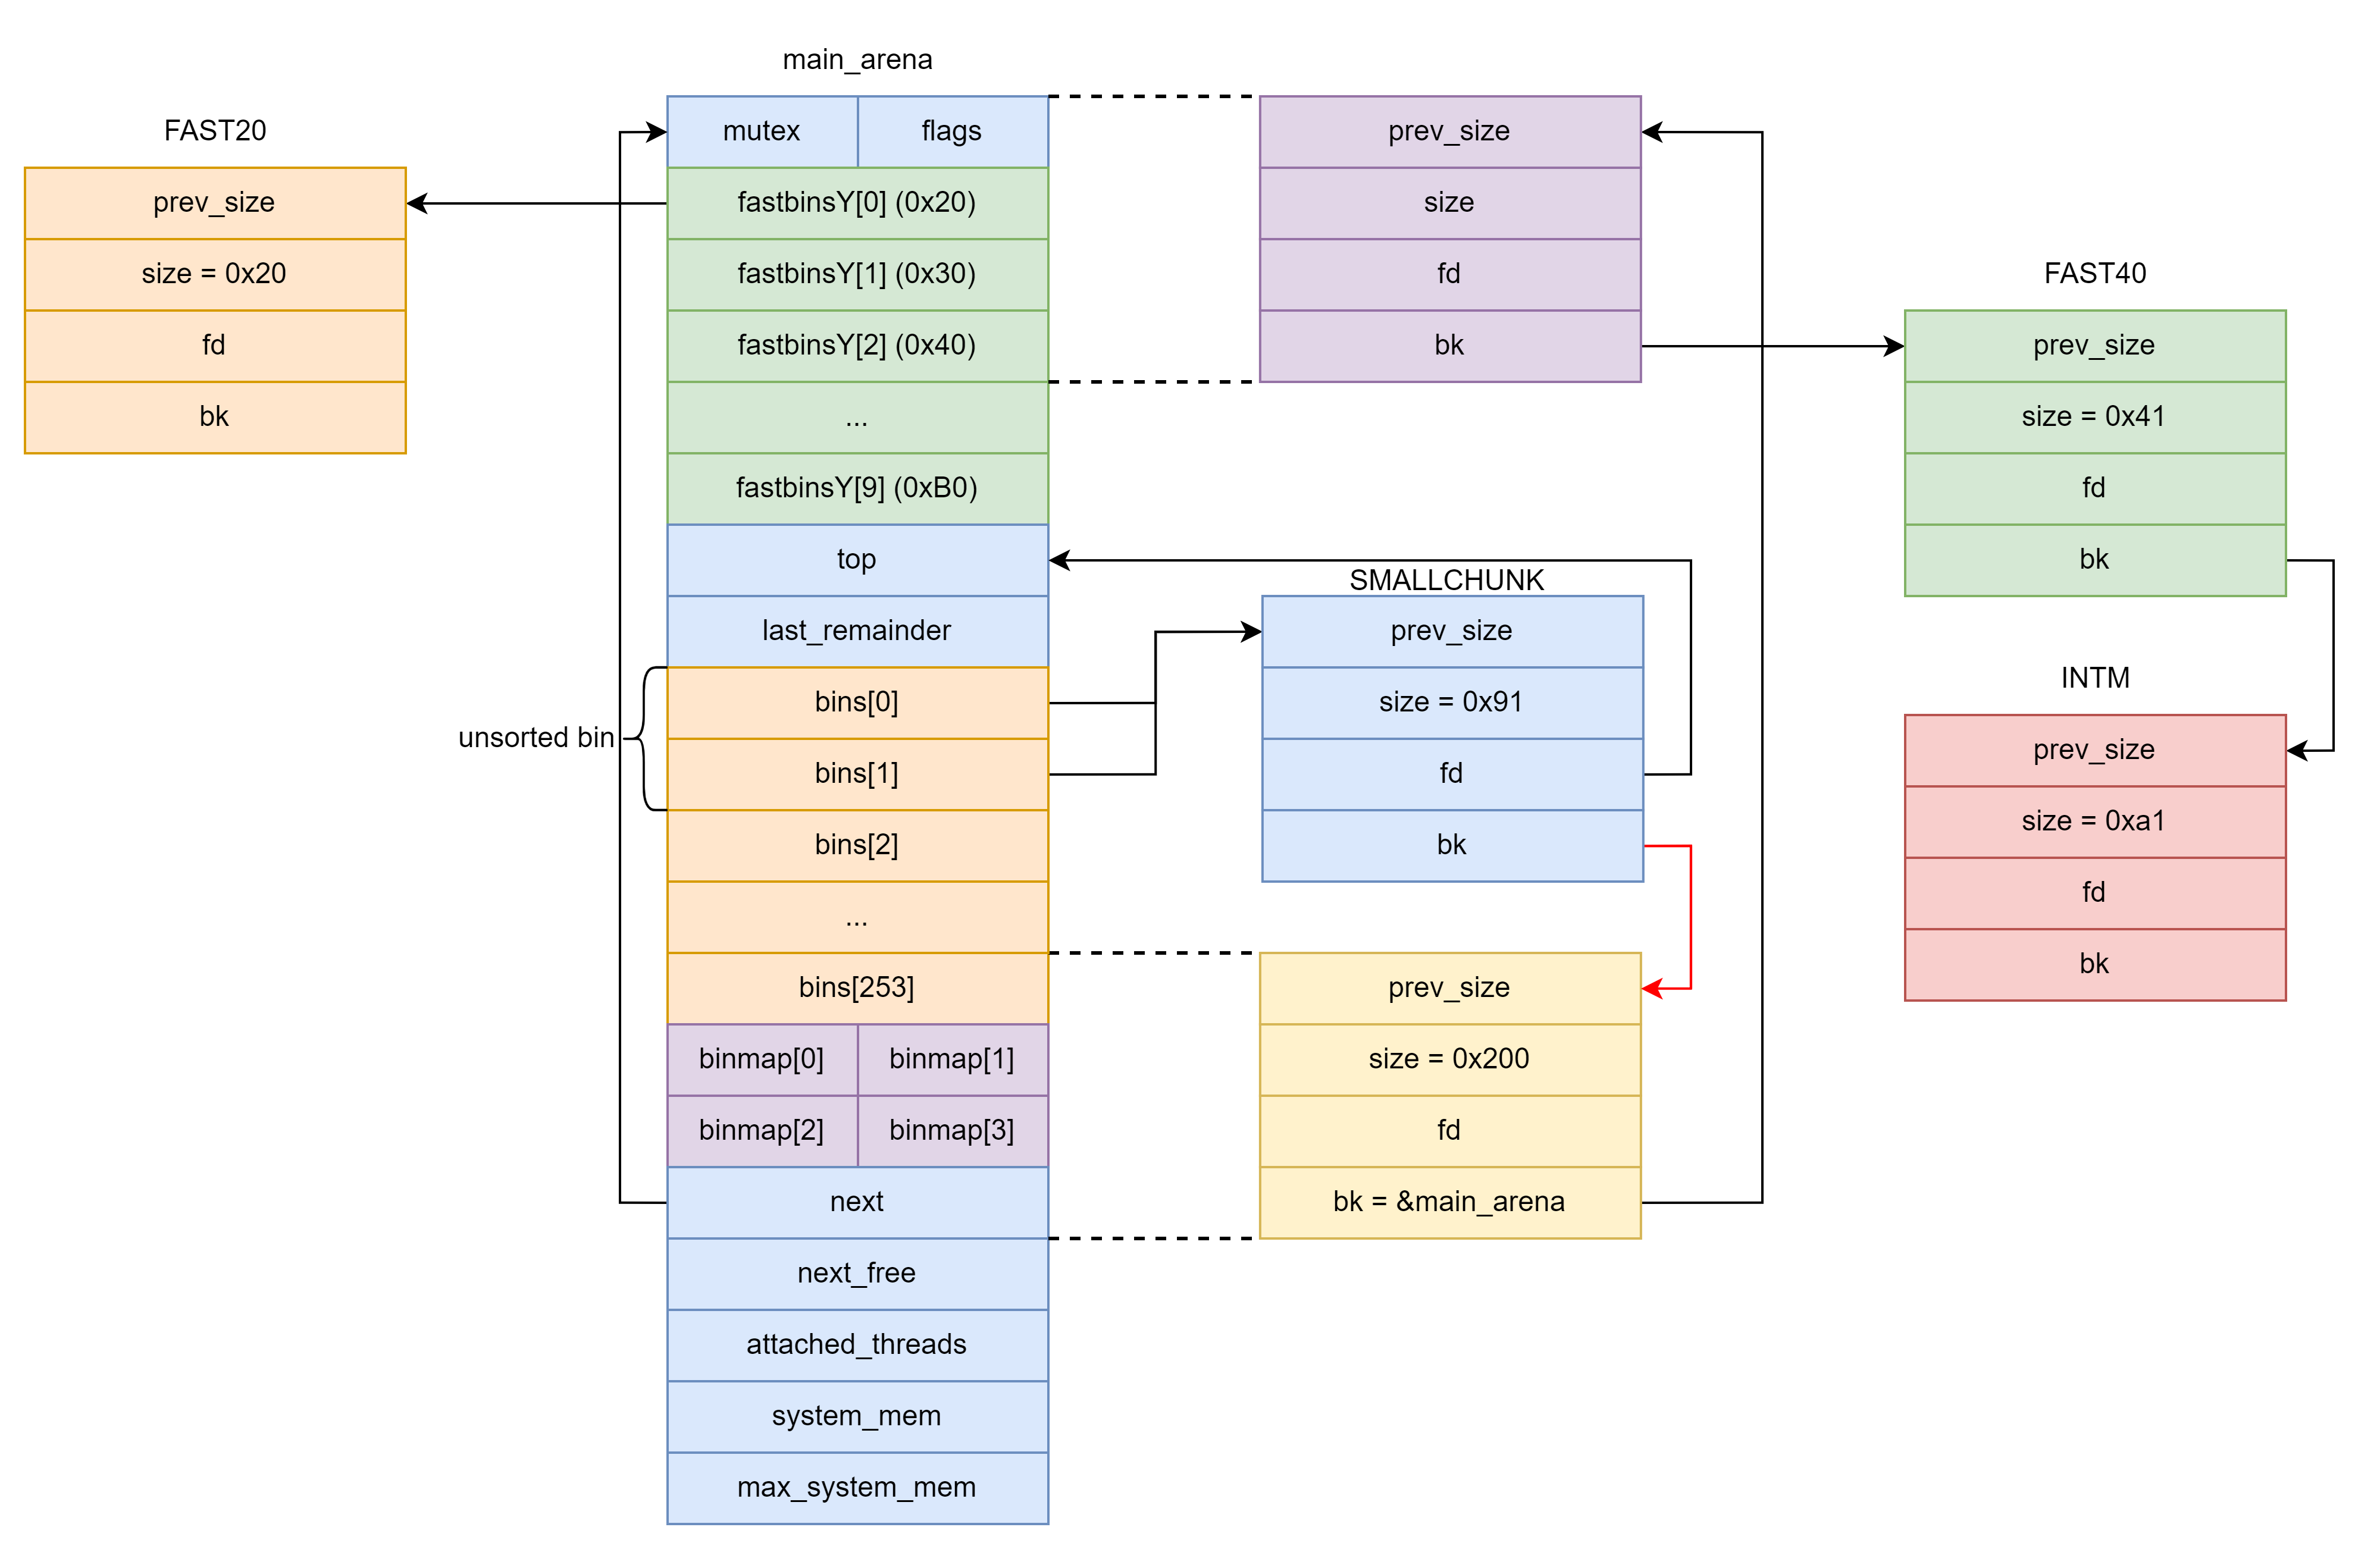 main_arena
FAST20
prev_size
size = 0x20
fd
bk
mutex
flags
fastbinsY[0] (0x20)
fastbinsY[1] (0x30)
fastbinsY[2] (0x40)
...
fastbinsY[9] (0xB0)
top
last_remainder
unsorted bin
bins[0]
bins[1]
bins[2]
...
bins[253]
binmap[0]
binmap[1]
binmap[2]
binmap[3]
next
next_free
attached_threads
system_mem
max_system_mem
prev_size
size
fd
bk
SMALLCHUNK
prev_size
size = 0x91
fd
bk
prev_size
size = 0x200
fd
bk = &main_arena
FAST40
prev_size
size = 0x41
fd
bk
INTM
prev_size
size = 0xa1
fd
bk